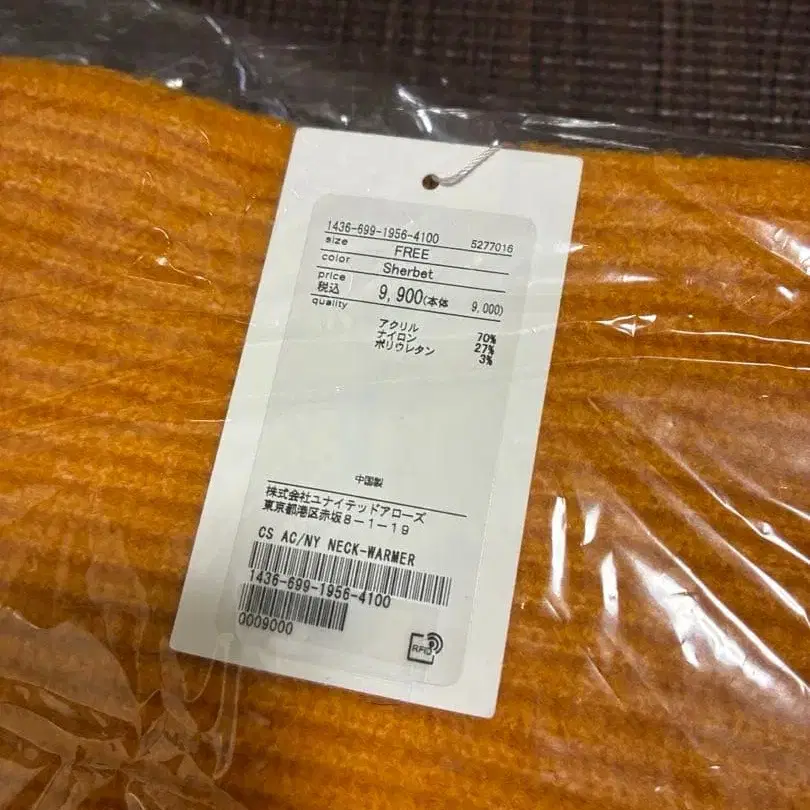 1436-699-1956-4100 5277016
size FREE
color Sherbet
price
税込 9,900(本体 9,000)
quality
アクリル 70%
ナイロン 27%
ポリウレタン 3%
中国製
株式会社ユナイテッドアローズ
東京都港区赤坂8-1-19
CS AC/NY NECK-WARMER
1436-699-1956-4100
0009000
RFID